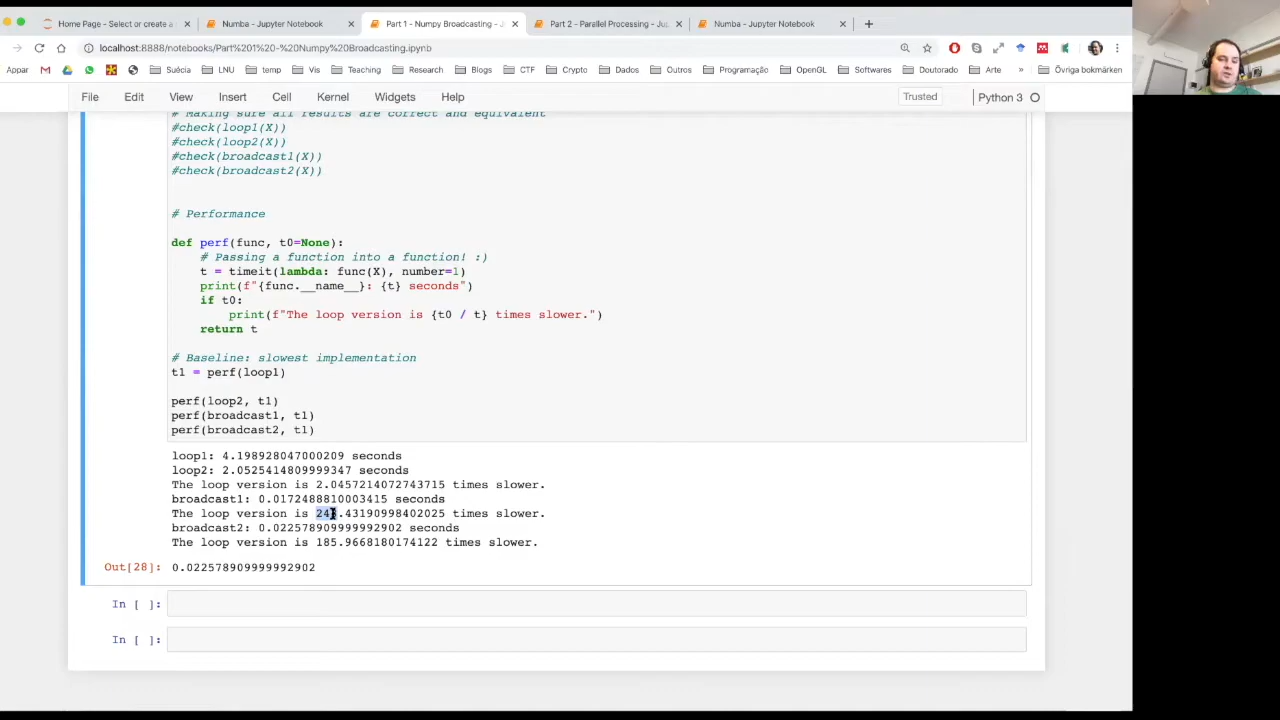 Home Page - Select or create a
Numba - Jupyter Notebook
Part 1 - Numpy Broadcasting - J
Part 2 - Parallel Processing - Ju
Numba - Jupyter Notebook
localhost:8888/notebooks/Part%201%20-%20Numpy%20Broadcasting.ipynb
Appar
Suécia
LNU
temp
Vis
Teaching
Research
Blogs
CTF
Crypto
Dados
Outros
Programação
OpenGL
Softwares
Doutorado
Arte
»
Övriga bokmärken
File Edit View Insert Cell Kernel Widgets Help
Trusted
Python 3
# Making sure all results are correct and equivalent
#check(loop1(X))
#check(loop2(X))
#check(broadcast1(X))
#check(broadcast2(X))
# Performance
def perf(func, t0=None):
# Passing a function into a function! :)
t = timeit(lambda: func(X), number=1)
print(f"{func.__name__}: {t} seconds")
if t0:
print(f"The loop version is {t0 / t} times slower.")
return t
# Baseline: slowest implementation
t1 = perf(loop1)
perf(loop2, t1)
perf(broadcast1, t1)
perf(broadcast2, t1)
loop1: 4.198928047000209 seconds
loop2: 2.0525414809999347 seconds
The loop version is 2.0457214072743715 times slower.
broadcast1: 0.0172488810003415 seconds
The loop version is .43190998402025 times slower.
broadcast2: 0.022578909999992902 seconds
The loop version is 185.9668180174122 times slower.
Out[28]: 0.022578909999992902
In [ ]:
In [ ]: